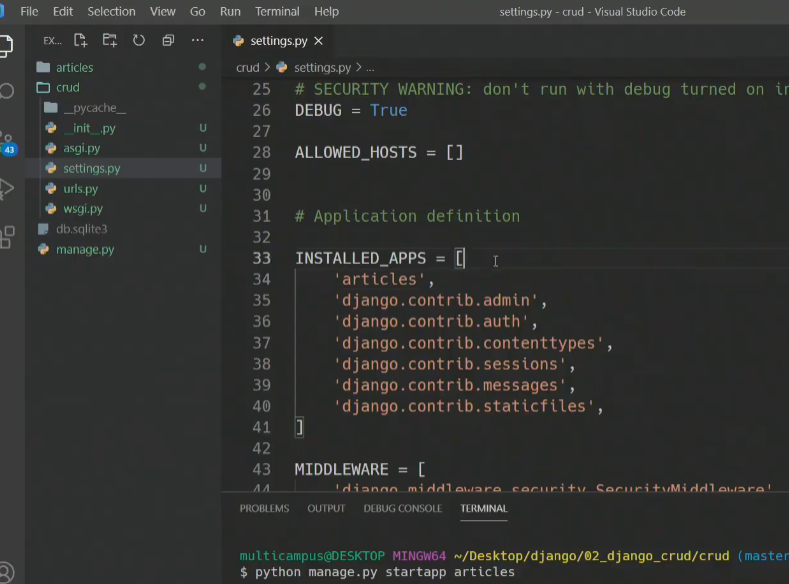 File Edit Selection View Go Run Terminal Help settings.py - crud - Visual Studio Code
EX...
articles
crud
__pycache__
__init__.py U
asgi.py U
settings.py U
urls.py U
wsgi.py U
db.sqlite3
manage.py U
43
settings.py
crud > settings.py > ...
25 # SECURITY WARNING: don't run with debug turned on in
26 DEBUG = True
27
28 ALLOWED_HOSTS = []
29
30
31 # Application definition
32
33 INSTALLED_APPS = [
34 'articles',
35 'django.contrib.admin',
36 'django.contrib.auth',
37 'django.contrib.contenttypes',
38 'django.contrib.sessions',
39 'django.contrib.messages',
40 'django.contrib.staticfiles',
41 ]
42
43 MIDDLEWARE = [
44 'django.middleware.security.SecurityMiddleware'
PROBLEMS OUTPUT DEBUG CONSOLE TERMINAL
multicampus@DESKTOP MINGW64 ~/Desktop/django/02_django_crud/crud (master
$ python manage.py startapp articles